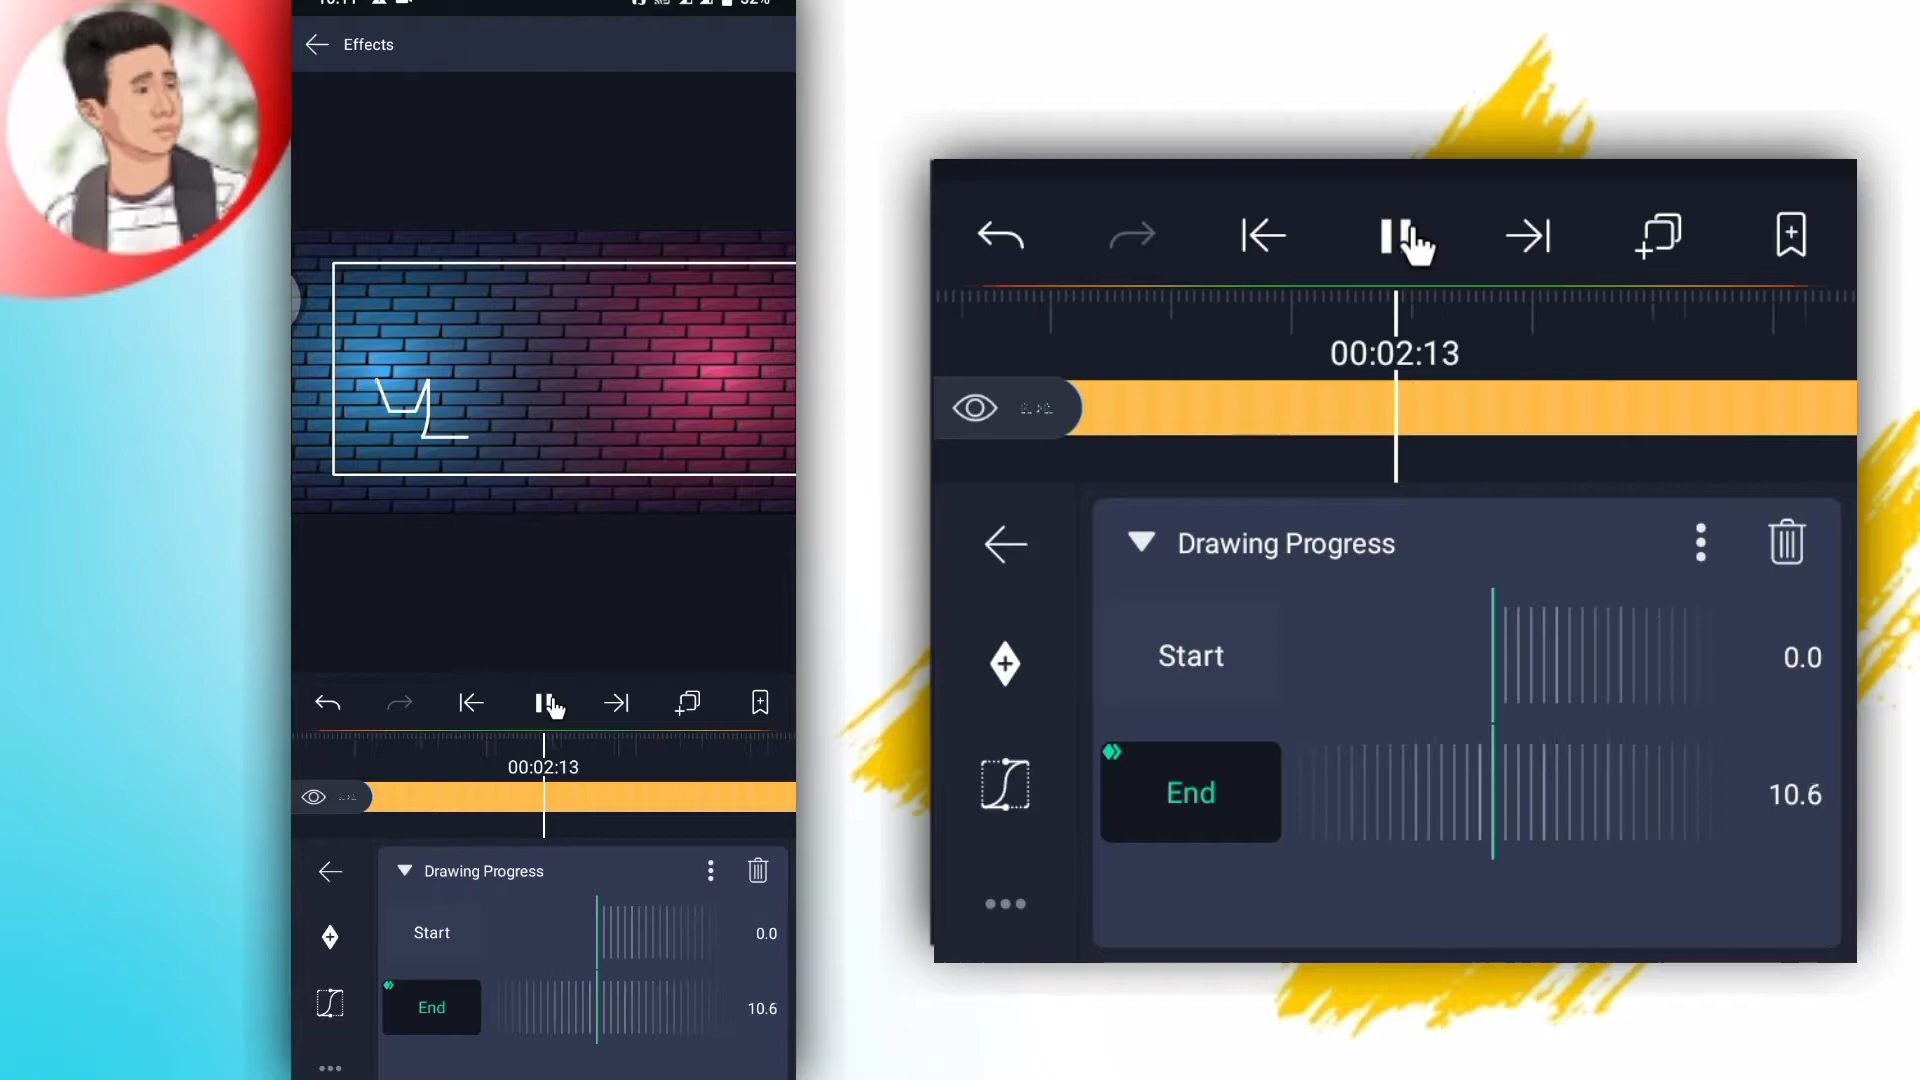 Effects
00:02:13
Drawing Progress
Start
0.0
End
10.6
00:02:13
Drawing Progress
Start
0.0
End
10.6